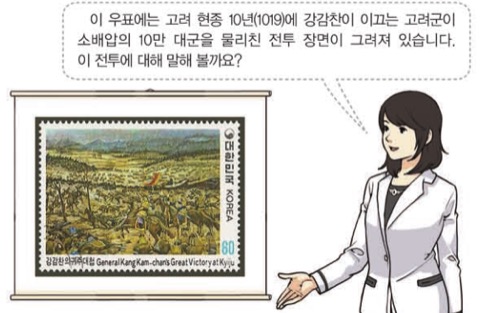 이 우표에는 고려 현종 10년(1019)에 강감찬이 이끄는 고려군이
소배압의 10만 대군을 물리친 전투 장면이 그려져 있습니다.
이 전투에 대해 말해 볼까요?
대한민국 KOREA
60
강감찬의귀주대첩 General Kang Kam-chan's Great Victory at Kyiju